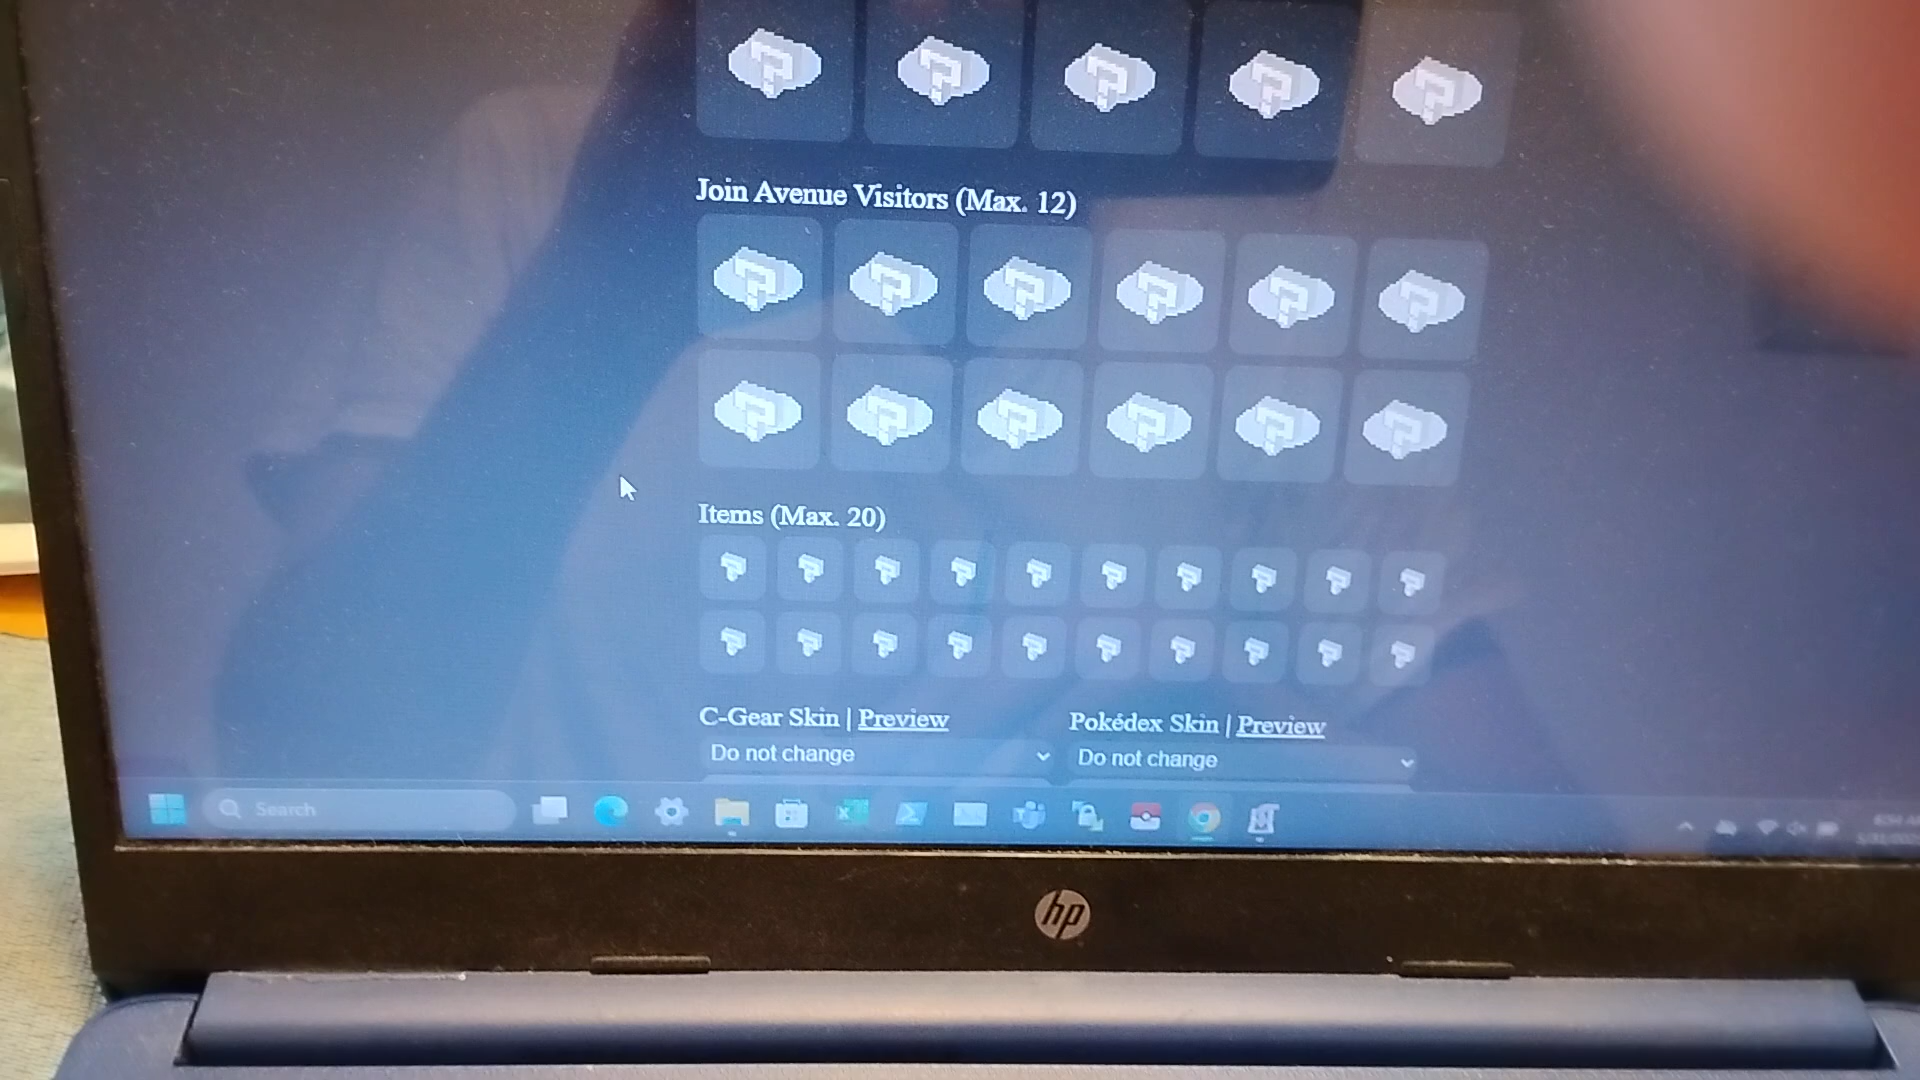 Join Avenue Visitors (Max. 12)
Items (Max. 20)
C-Gear Skin | Preview
Pokédex Skin | Preview
Do not change
Do not change
Search
hp